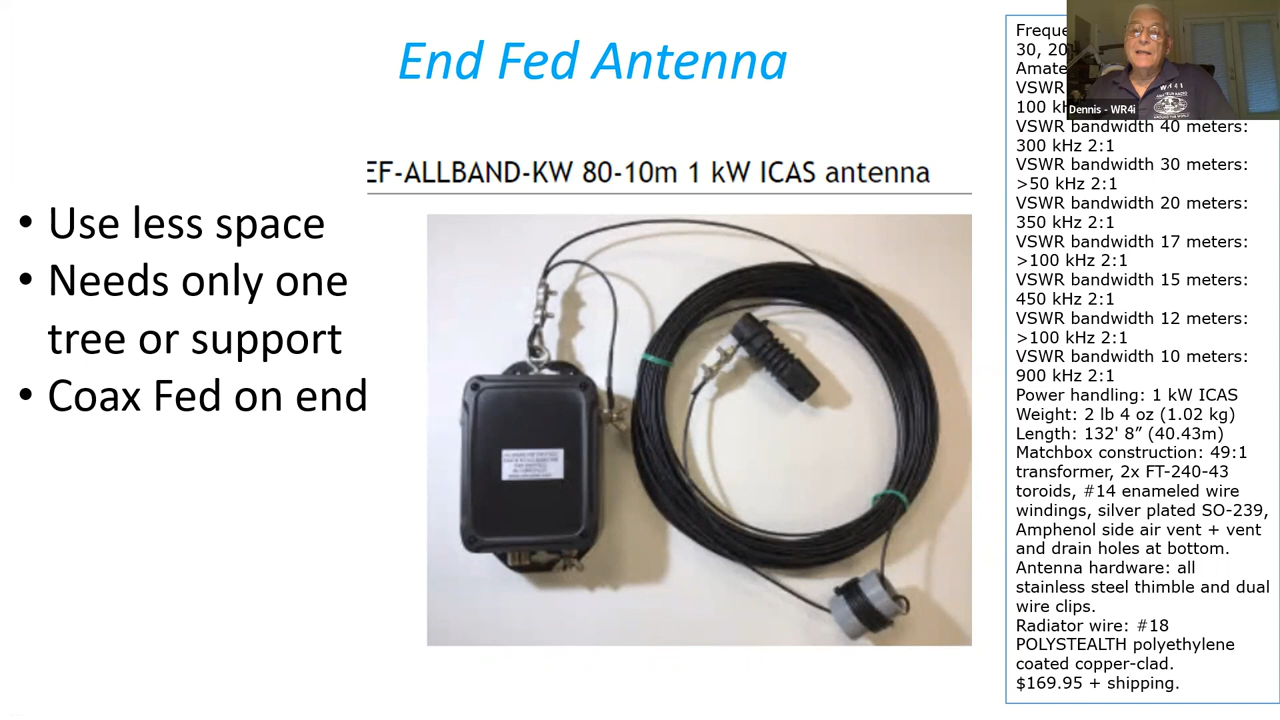 End Fed Antenna
EF-ALLBAND-KW 80-10m 1 kW ICAS antenna
• Use less space
• Needs only one
tree or support
• Coax Fed on end
30,
VSWR
100
VSWR bandwidth 40 meters:
300 kHz 2:1
VSWR bandwidth 30 meters:
>50 kHz 2:1
VSWR bandwidth 20 meters:
350 kHz 2:1
VSWR bandwidth 17 meters:
>100 kHz 2:1
VSWR bandwidth 15 meters:
450 kHz 2:1
VSWR bandwidth 12 meters:
>100 kHz 2:1
VSWR bandwidth 10 meters:
900 kHz 2:1
Power handling: 1 kW ICAS
Weight: 2 lb 4 oz (1.02 kg)
Length: 132' 8” (40.43m)
Matchbox construction: 49:1
transformer, 2x FT-240-43
toroids, #14 enameled wire
windings, silver plated SO-239,
Amphenol side air vent + vent
and drain holes at bottom.
Antenna hardware: all
stainless steel thimble and dual
wire clips.
Radiator wire: #18
POLYSTEALTH polyethylene
coated copper-clad.
$169.95 + shipping.
WR4I
Dennis - WR4i